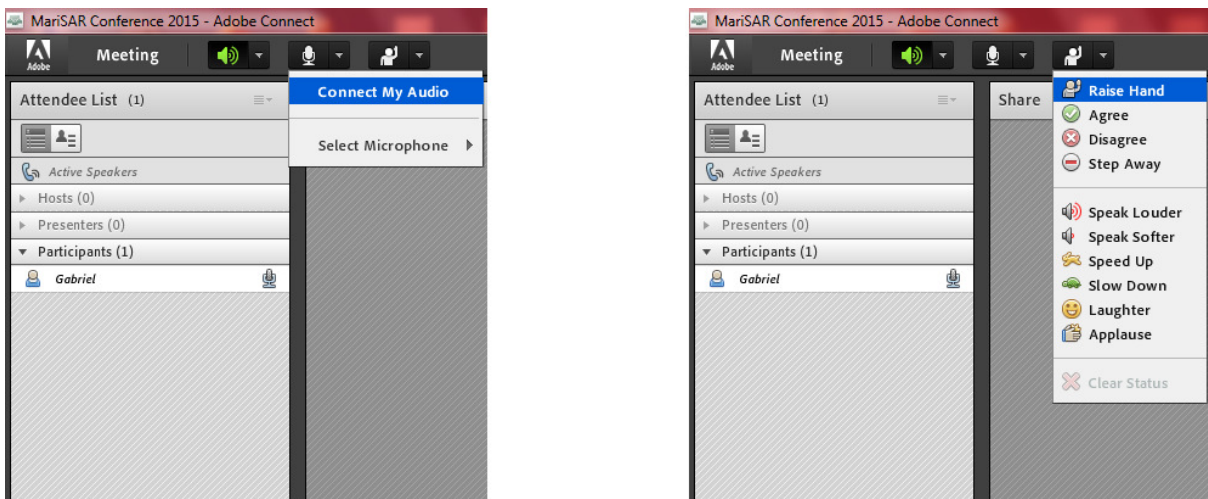 MariSAR Conference 2015 - Adobe Connect
Adobe
Meeting
Connect My Audio
Select Microphone
Attendee List (1)
Active Speakers
Hosts (0)
Presenters (0)
Participants (1)
Gabriel
MariSAR Conference 2015 - Adobe Connect
Adobe
Meeting
Attendee List (1)
Share
Active Speakers
Hosts (0)
Presenters (0)
Participants (1)
Gabriel
Raise Hand
Agree
Disagree
Step Away
Speak Louder
Speak Softer
Speed Up
Slow Down
Laughter
Applause
Clear Status